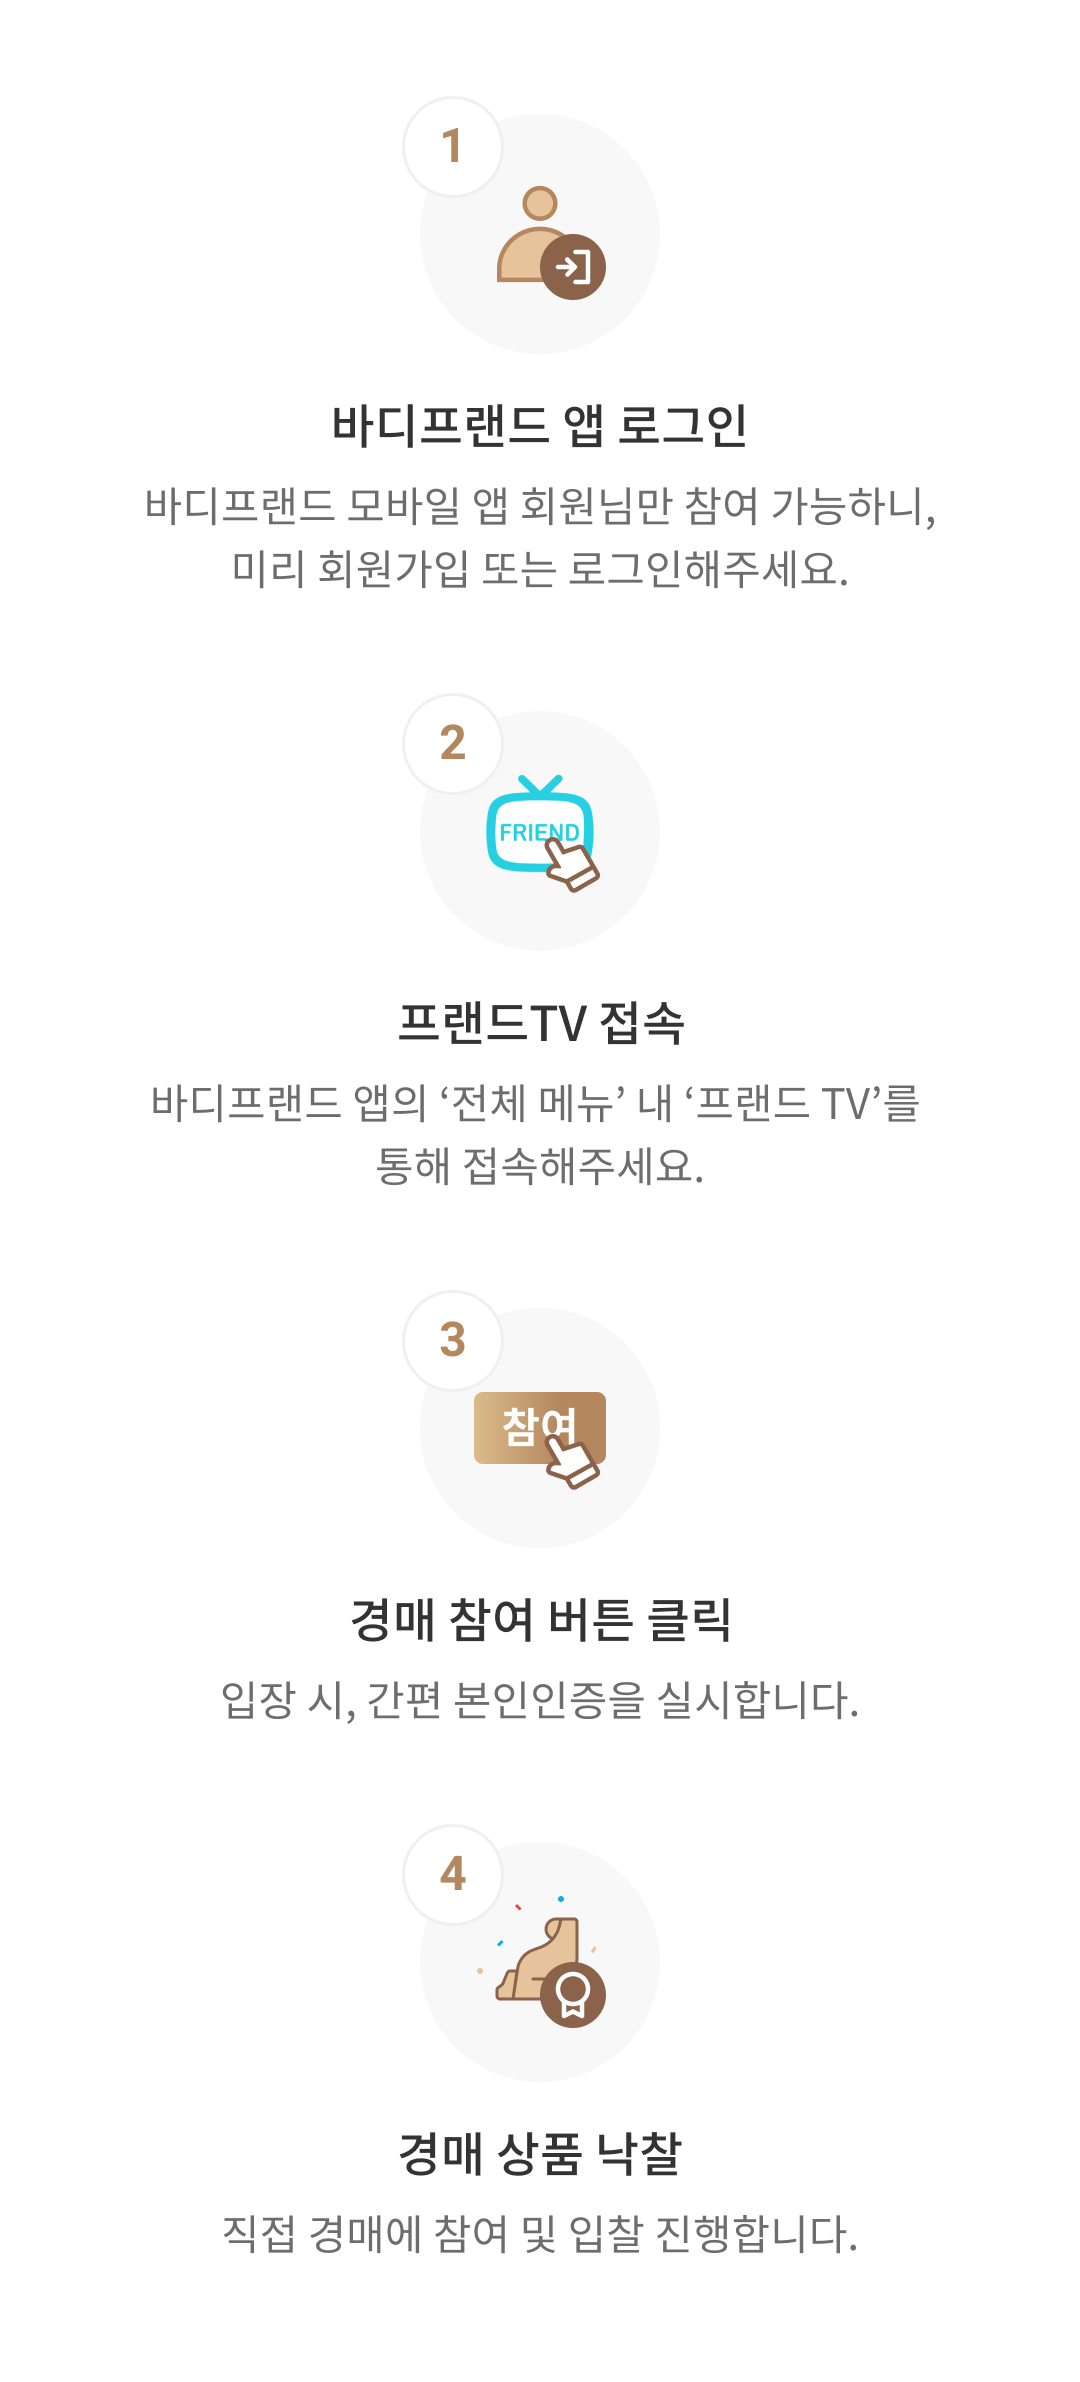 1
바디프랜드 앱 로그인
바디프랜드 모바일 앱 회원님만 참여 가능하니,
미리 회원가입 또는 로그인해주세요.
2
FRIEND
프랜드TV 접속
바디프랜드 앱의 ‘전체 메뉴’ 내 ‘프랜드 TV’를
통해 접속해주세요.
3
참여
경매 참여 버튼 클릭
입장 시, 간편 본인인증을 실시합니다.
4
경매 상품 낙찰
직접 경매에 참여 및 입찰 진행합니다.